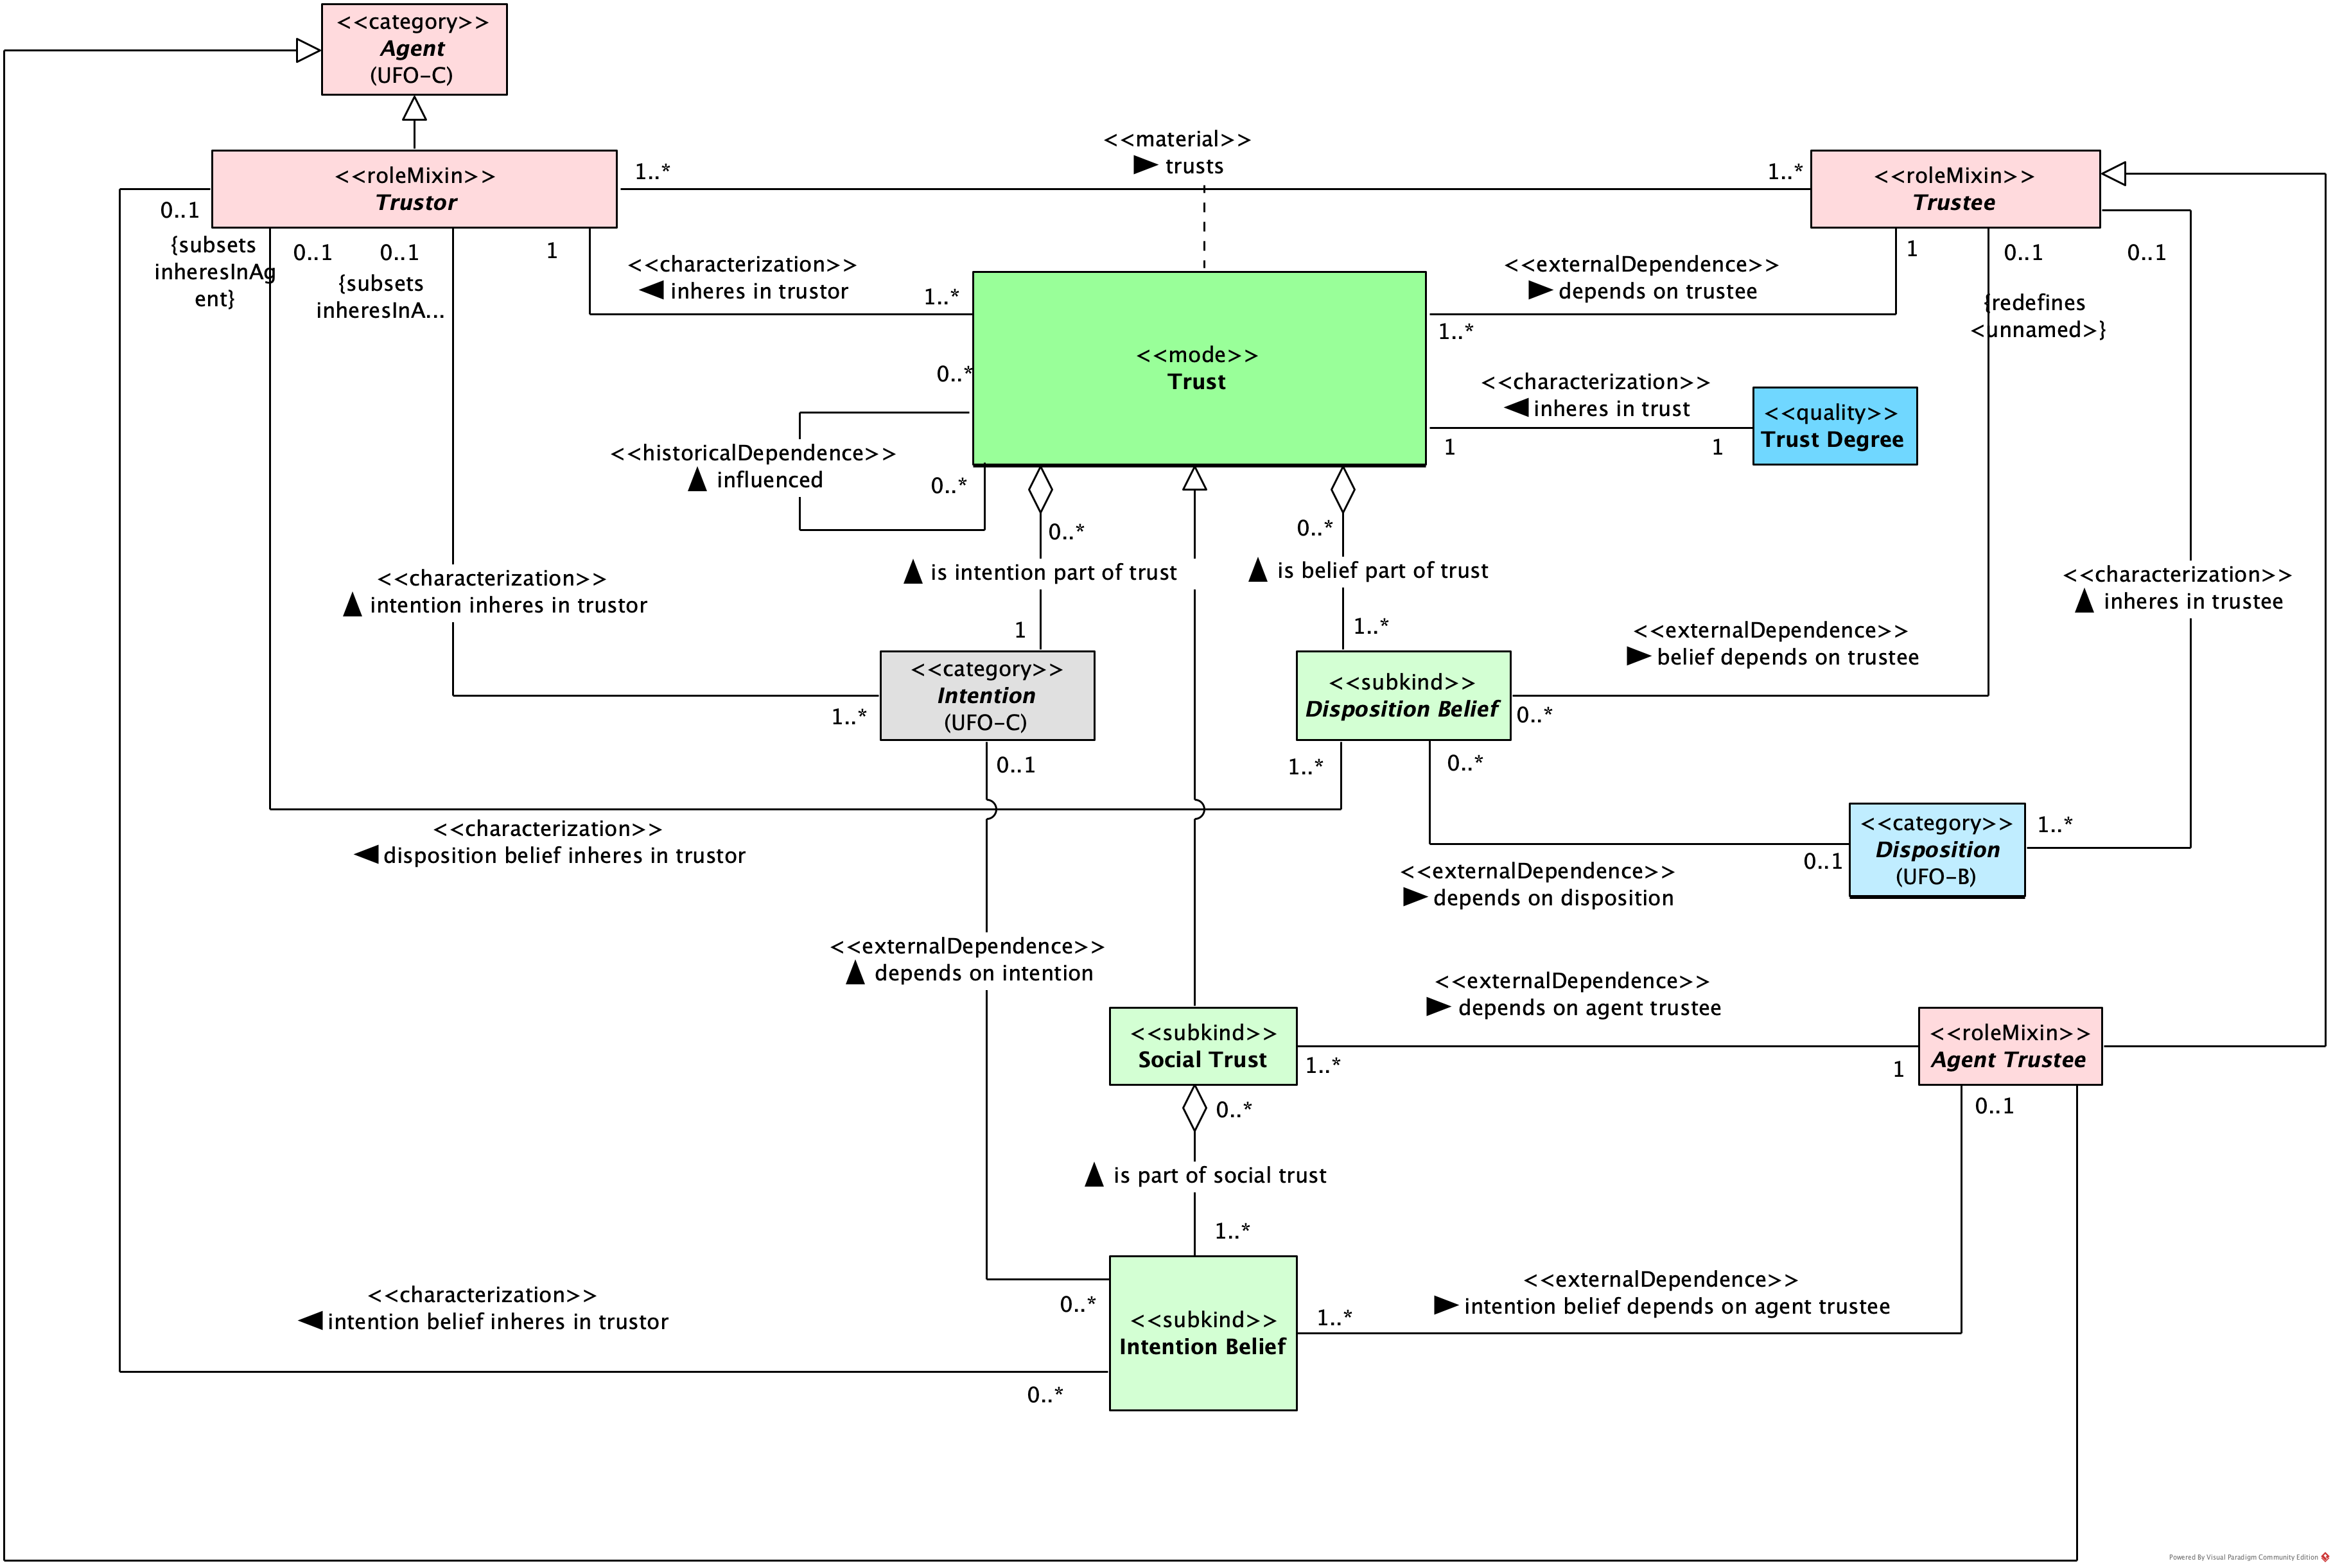 <<category>>
Agent
(UFO-C)
<<material>>
trusts
<<roleMixin>>
Trustor
1..*
1..*
<<roleMixin>>
Trustee
0..1
{subsets
inheresInAg
ent}
0..1
0..1
{subsets
inheresInA...
1
<<characterization>>
inheres in trustor
1..*
<<externalDependence>>
depends on trustee
1..*
1
0..1
{redefines
<unnamed>}
0..1
<<mode>>
Trust
0..*
<<historicalDependence>>
influenced
0..*
<<characterization>>
inheres in trust
1
1
<<quality>>
Trust Degree
0..*
is intention part of trust
1
0..*
is belief part of trust
1..*
<<characterization>>
intention inheres in trustor
<<characterization>>
inheres in trustee
<<externalDependence>>
belief depends on trustee
<<category>>
Intention
(UFO-C)
1..*
0..1
<<subkind>>
Disposition Belief
0..*
1..*
0..*
<<characterization>>
disposition belief inheres in trustor
<<category>>
Disposition
(UFO-B)
1..*
0..1
<<externalDependence>>
depends on disposition
<<externalDependence>>
depends on intention
<<externalDependence>>
depends on agent trustee
<<subkind>>
Social Trust
1..*
1
<<roleMixin>>
Agent Trustee
0..*
0..1
is part of social trust
1..*
<<characterization>>
intention belief inheres in trustor
0..*
0..*
<<subkind>>
Intention Belief
1..*
<<externalDependence>>
intention belief depends on agent trustee
Powered By Visual Paradigm Community Edition